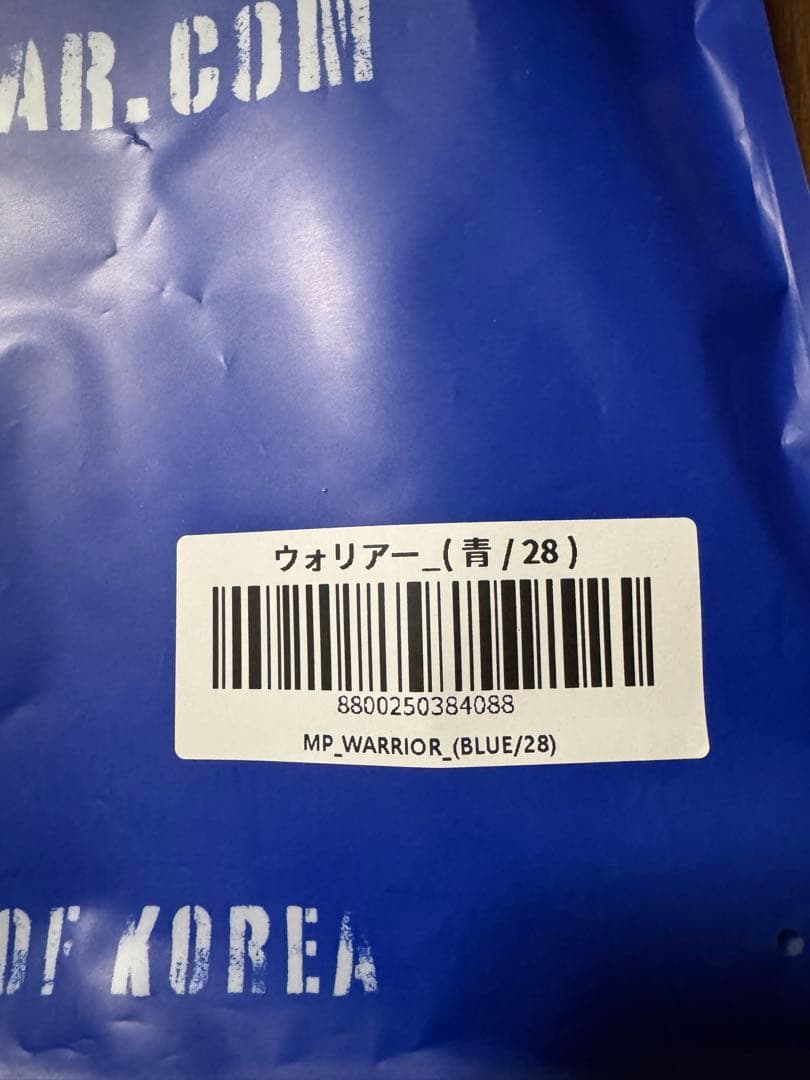 AR.COM
ウォリアー_(青/28)
8800250384088
MP_WARRIOR_(BLUE/28)
OF KOREA